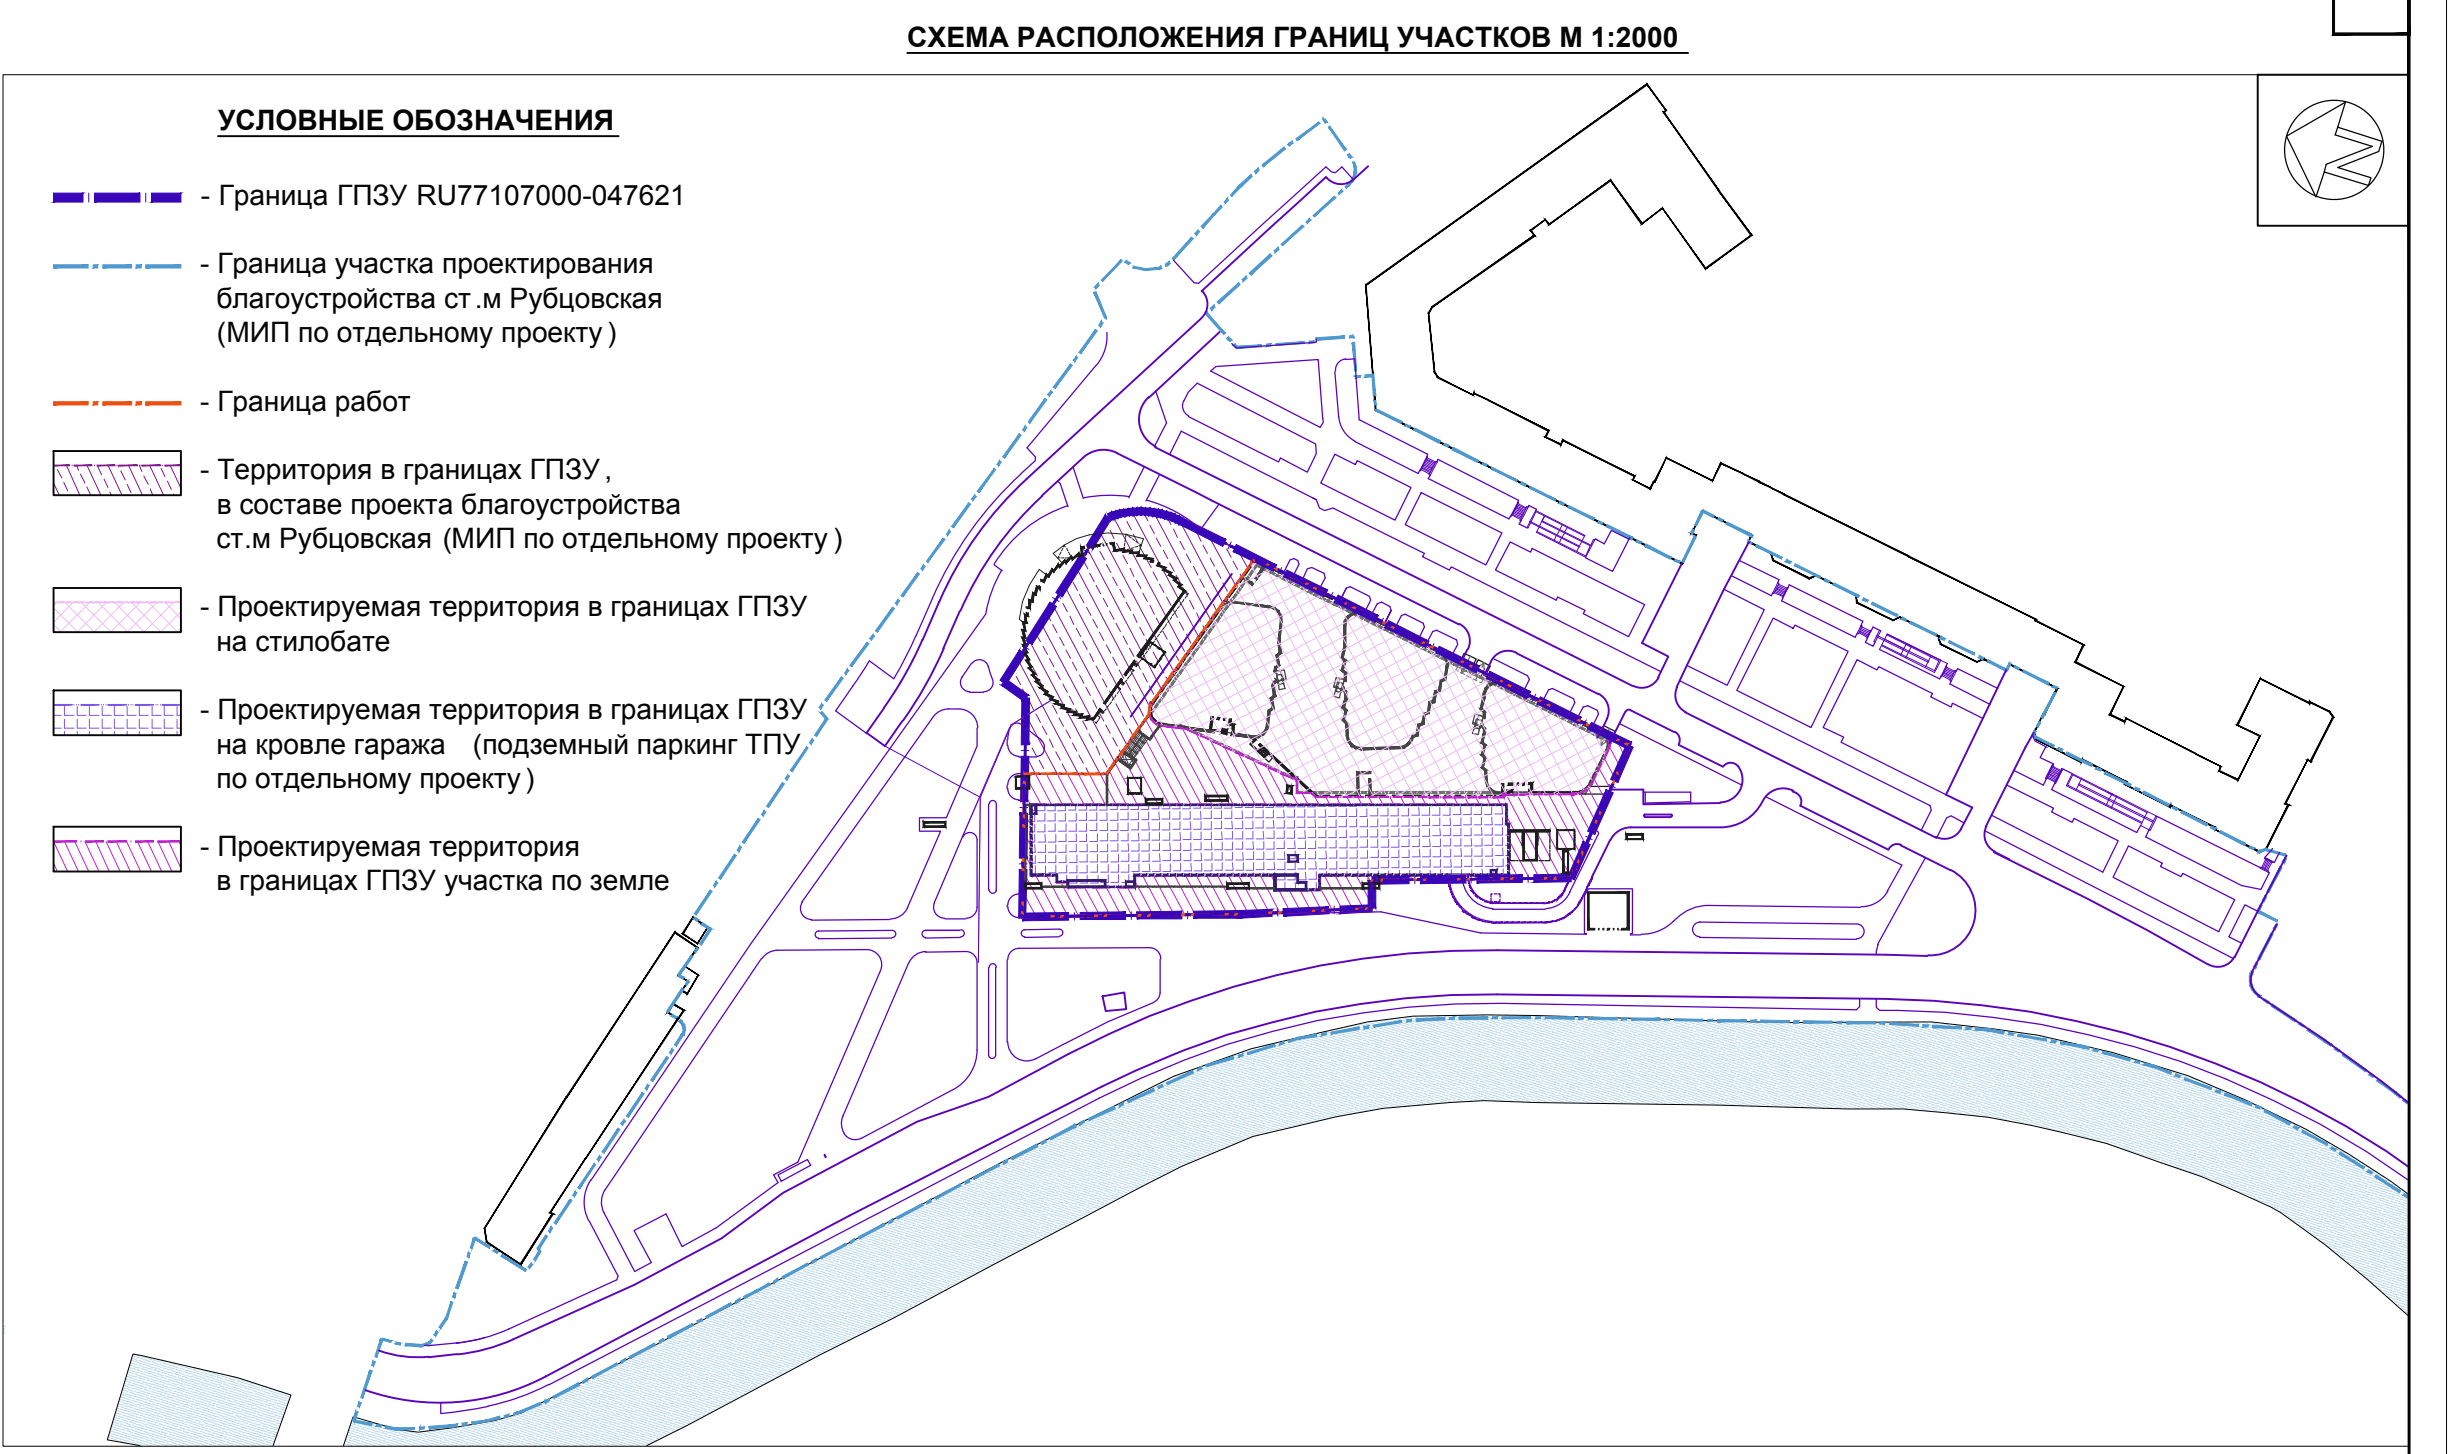 СХЕМА РАСПОЛОЖЕНИЯ ГРАНИЦ УЧАСТКОВ М 1:2000
УСЛОВНЫЕ ОБОЗНАЧЕНИЯ
- Граница ГПЗУ RU77107000-047621
- Граница участка проектирования
благоустройства ст.м Рубцовская
(МИП по отдельному проекту)
- Граница работ
- Территория в границах ГПЗУ,
в составе проекта благоустройства
ст.м Рубцовская (МИП по отдельному проекту)
- Проектируемая территория в границах ГПЗУ
на стилобате
- Проектируемая территория в границах ГПЗУ
на кровле гаража (подземный паркинг ТПУ
по отдельному проекту)
- Проектируемая территория
в границах ГПЗУ участка по земле